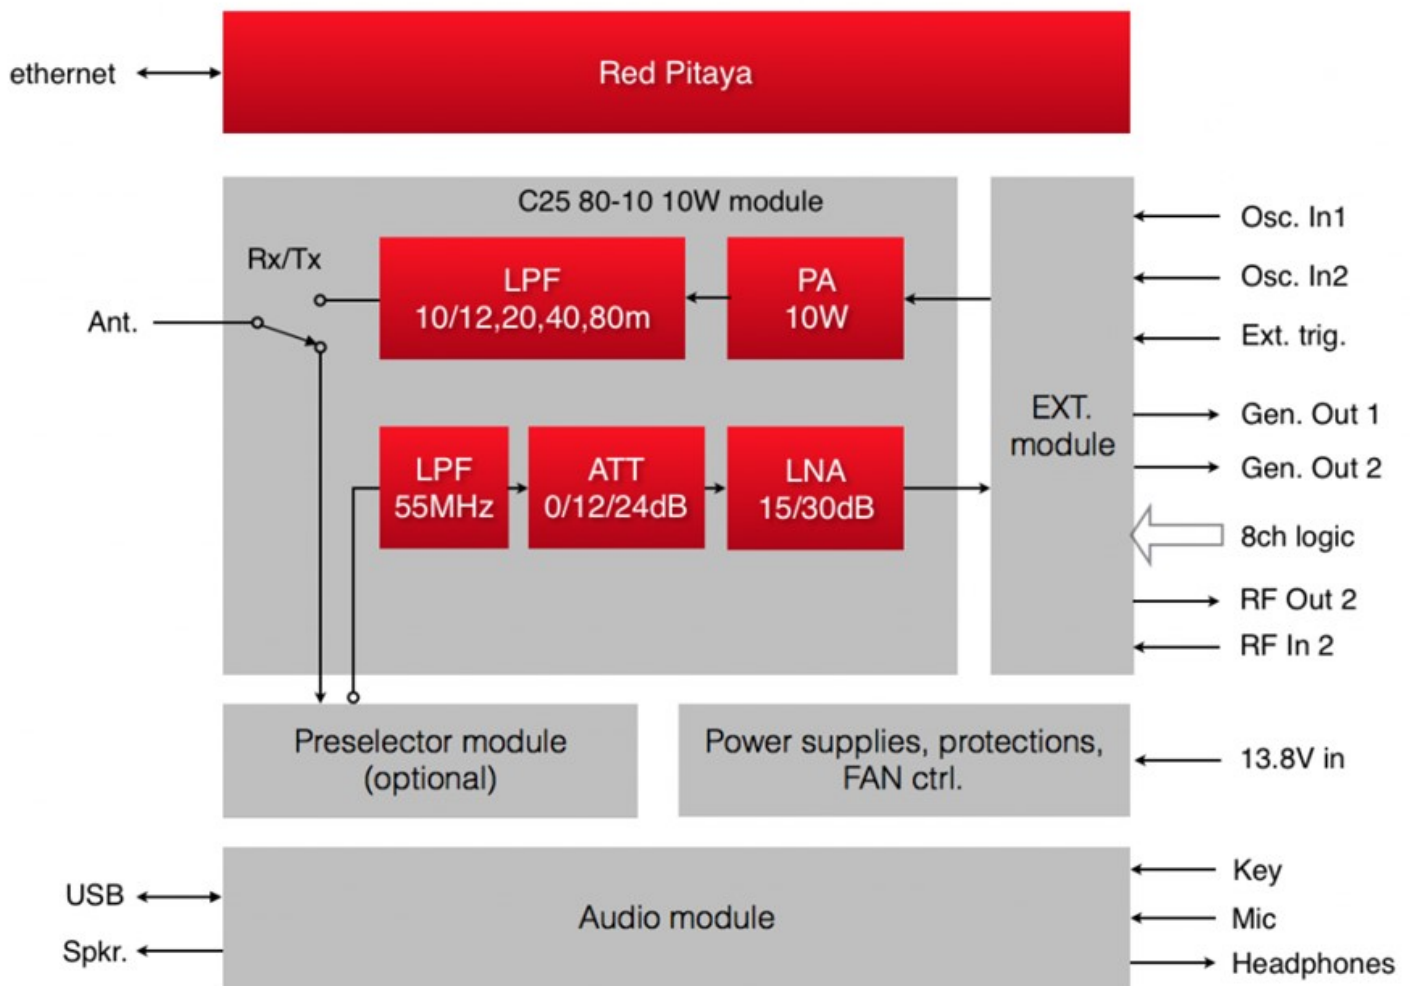 ethernet
Red Pitaya
C25 80-10 10W module
Rx/Tx
Ant.
LPF
10/12,20,40,80m
PA
10W
LPF
55MHz
ATT
0/12/24dB
LNA
15/30dB
EXT.
module
Osc. In1
Osc. In2
Ext. trig.
Gen. Out 1
Gen. Out 2
8ch logic
RF Out 2
RF In 2
Preselector module
(optional)
Power supplies, protections,
FAN ctrl.
13.8V in
USB
Spkr.
Audio module
Key
Mic
Headphones